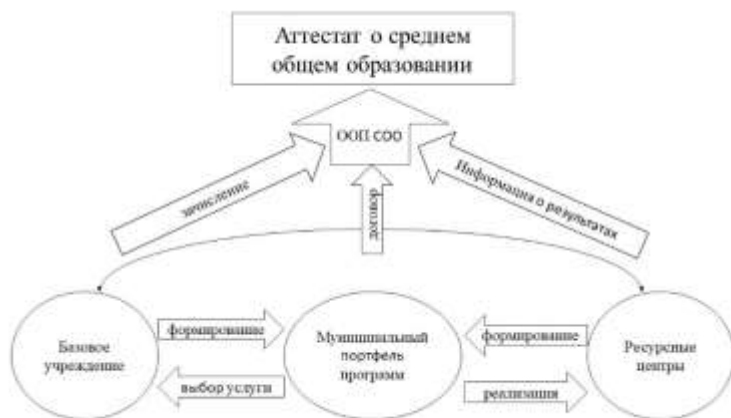 Аттестат о среднем
общем образовании
ООП СОО
зачисление
договор
Информация о результатах
Базовое
учреждение
формирование
выбор услуги
Муниципальный
портфель
программ
формирование
реализация
Ресурсные
центры